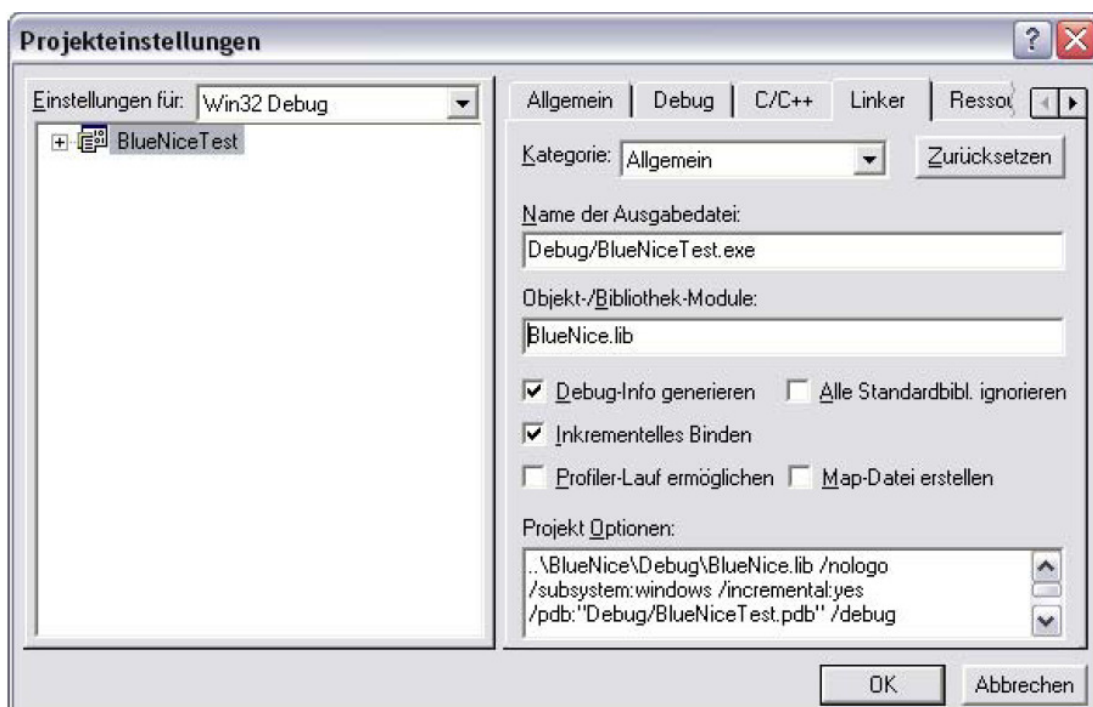 Projekteinstellungen
Einstellungen für: Win32 Debug
BlueNiceTest
Allgemein Debug C/C++ Linker Ressou
Kategorie: Allgemein Zurücksetzen
Name der Ausgabedatei:
Debug/BlueNiceTest.exe
Objekt-/Bibliothek-Module:
BlueNice.lib
Debug-Info generieren Alle Standardbibl. ignorieren
Inkrementelles Binden
Profiler-Lauf ermöglichen Map-Datei erstellen
Projekt Optionen:
..\BlueNice\Debug\BlueNice.lib /nologo
/subsystem:windows /incremental:yes
/pdb:"Debug/BlueNiceTest.pdb" /debug
OK Abbrechen